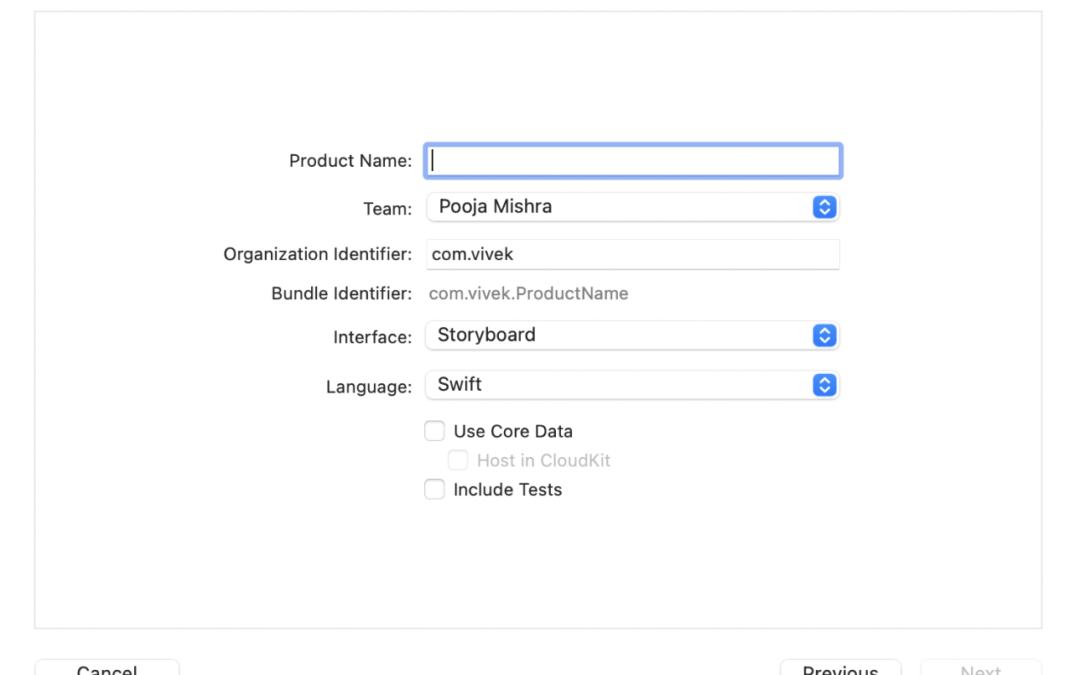 Product Name:
Team: Pooja Mishra
Organization Identifier: com.vivek
Bundle Identifier: com.vivek.ProductName
Interface: Storyboard
Language: Swift
Use Core Data
Host in CloudKit
Include Tests
Cancel Previous Next